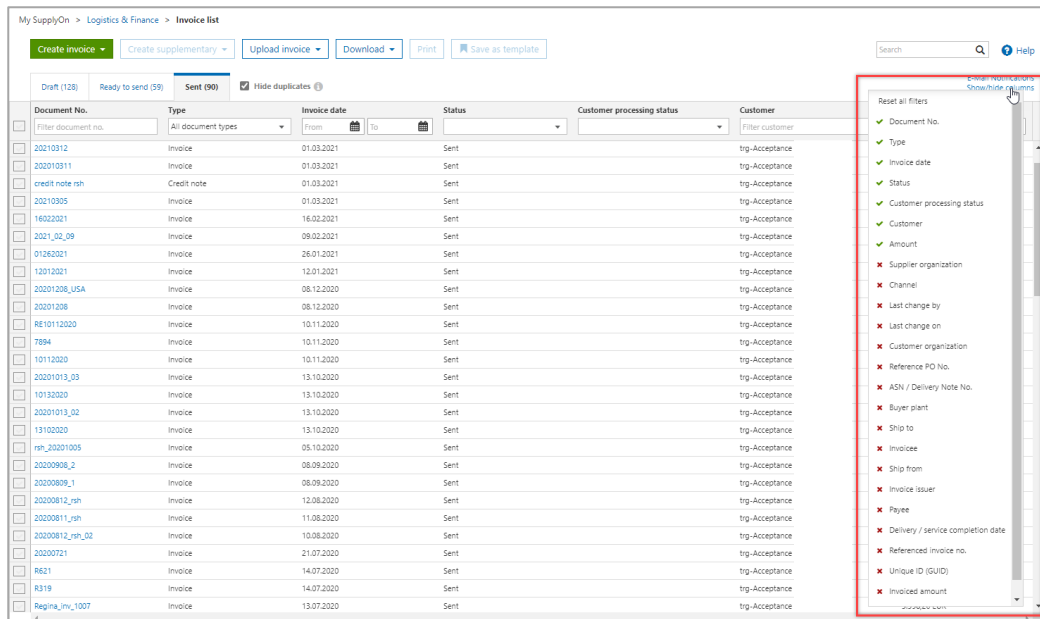 My SupplyOn > Logistics & Finance > Invoice list
Create invoice Create supplementary Upload invoice Download Print Save as template Search Help
E-Mail Notifications
Draft (128) Ready to send (59) Sent (90) Hide duplicates Show/hide columns
Document No. Type Invoice date Status Customer processing status Customer
Filter document no. All document types From To Filter customer
20210312 Invoice 01.03.2021 Sent trg-Acceptance
202010311 Invoice 01.03.2021 Sent trg-Acceptance
credit note rsh Credit note 01.03.2021 Sent trg-Acceptance
20210305 Invoice 01.03.2021 Sent trg-Acceptance
16022021 Invoice 16.02.2021 Sent trg-Acceptance
2021_02_09 Invoice 09.02.2021 Sent trg-Acceptance
01262021 Invoice 26.01.2021 Sent trg-Acceptance
12012021 Invoice 12.01.2021 Sent trg-Acceptance
20201208_USA Invoice 08.12.2020 Sent trg-Acceptance
20201208 Invoice 08.12.2020 Sent trg-Acceptance
RE10112020 Invoice 10.11.2020 Sent trg-Acceptance
7894 Invoice 10.11.2020 Sent trg-Acceptance
10112020 Invoice 10.11.2020 Sent trg-Acceptance
20201013_03 Invoice 13.10.2020 Sent trg-Acceptance
10132020 Invoice 13.10.2020 Sent trg-Acceptance
20201013_02 Invoice 13.10.2020 Sent trg-Acceptance
13102020 Invoice 13.10.2020 Sent trg-Acceptance
rsh_20201005 Invoice 05.10.2020 Sent trg-Acceptance
20200908_2 Invoice 08.09.2020 Sent trg-Acceptance
20200809_1 Invoice 08.09.2020 Sent trg-Acceptance
20200812_rsh Invoice 12.08.2020 Sent trg-Acceptance
20200811_rsh Invoice 11.08.2020 Sent trg-Acceptance
20200812_rsh_02 Invoice 10.08.2020 Sent trg-Acceptance
20200721 Invoice 21.07.2020 Sent trg-Acceptance
R621 Invoice 14.07.2020 Sent trg-Acceptance
R319 Invoice 14.07.2020 Sent trg-Acceptance
Regina_inv_1007 Invoice 13.07.2020 Sent trg-Acceptance
Reset all filters
Document No.
Type
Invoice date
Status
Customer processing status
Customer
Amount
Supplier organization
Channel
Last change by
Last change on
Customer organization
Reference PO No.
ASN / Delivery Note No.
Buyer plant
Ship to
Invoicee
Ship from
Invoice issuer
Payee
Delivery / service completion date
Referenced invoice no.
Unique ID (GUID)
Invoiced amount